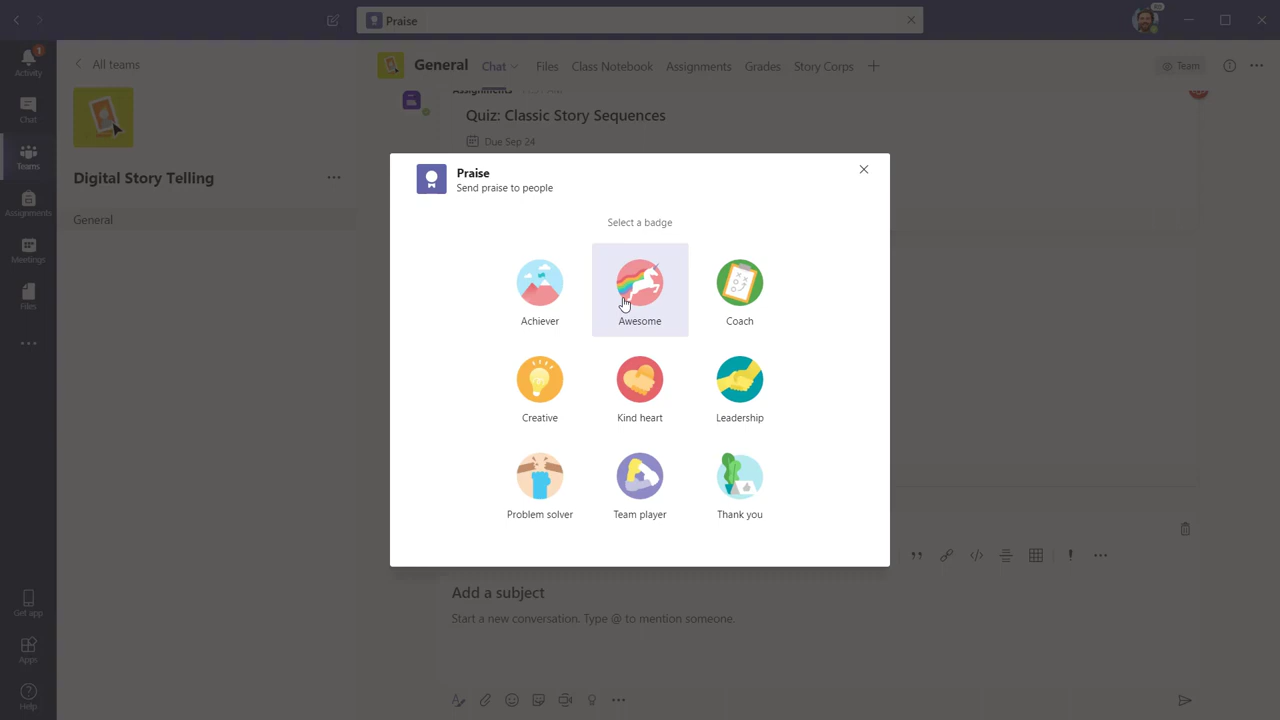 Praise
All teams
General
Chat
Files
Class Notebook
Assignments
Grades
Story Corps
Team
Activity
Chat
Teams
Assignments
Meetings
Files
Get app
Apps
Help
Digital Story Telling
General
Assignments
Quiz: Classic Story Sequences
Due Sep 24
Praise
Send praise to people
Select a badge
Achiever
Awesome
Coach
Creative
Kind heart
Leadership
Problem solver
Team player
Thank you
Add a subject
Start a new conversation. Type @ to mention someone.